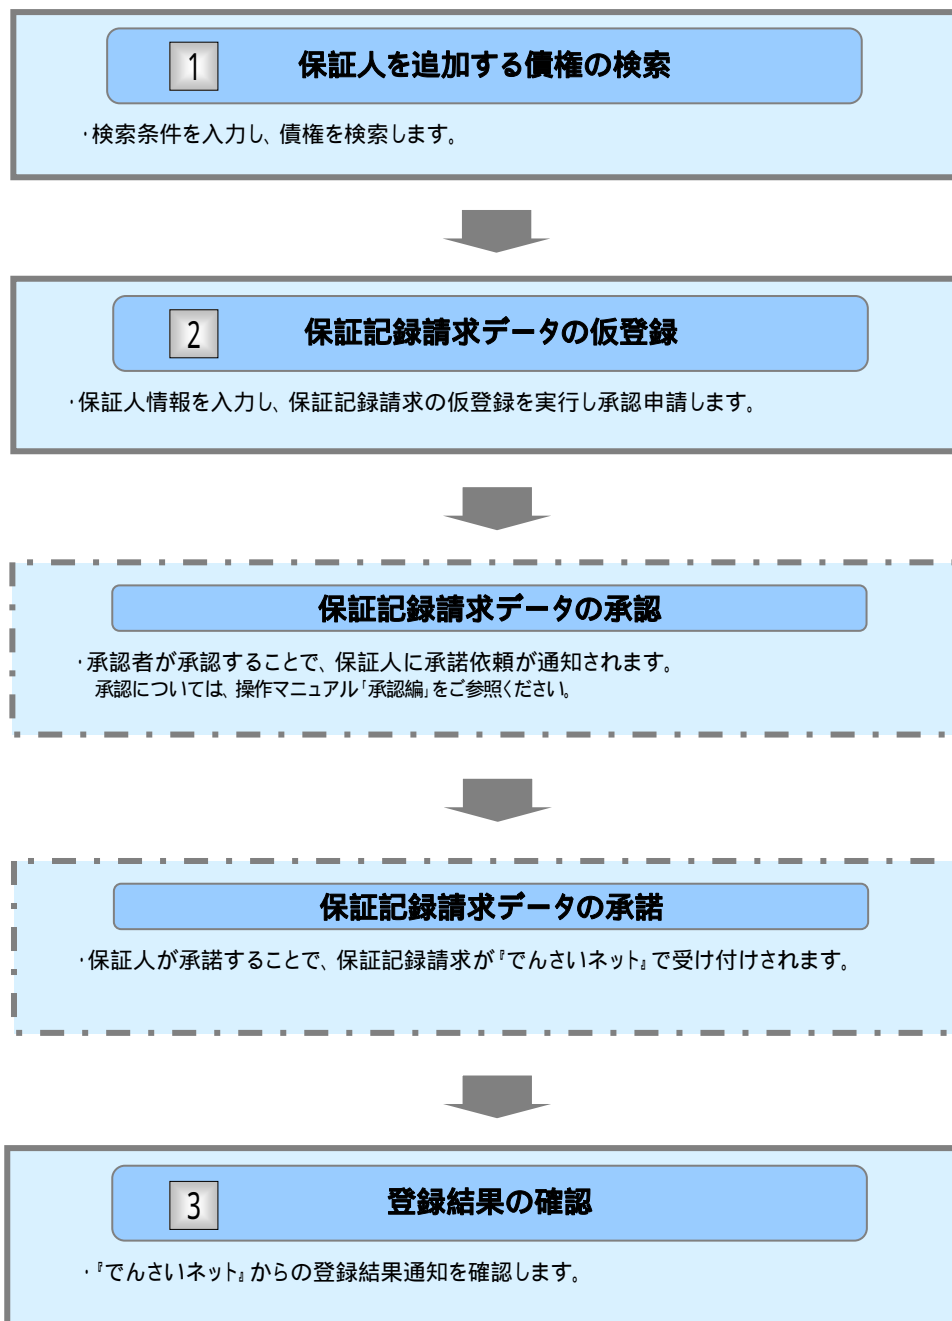 1 保証人を追加する債権の検索
・検索条件を入力し、債権を検索します。
2 保証記録請求データの仮登録
・保証人情報を入力し、保証記録請求の仮登録を実行し承認申請します。
保証記録請求データの承認
・承認者が承認することで、保証人に承諾依頼が通知されます。
承認については、操作マニュアル「承認編」をご参照ください。
保証記録請求データの承諾
・保証人が承諾することで、保証記録請求が『でんさいネット』で受け付けされます。
3 登録結果の確認
・『でんさいネット』からの登録結果通知を確認します。